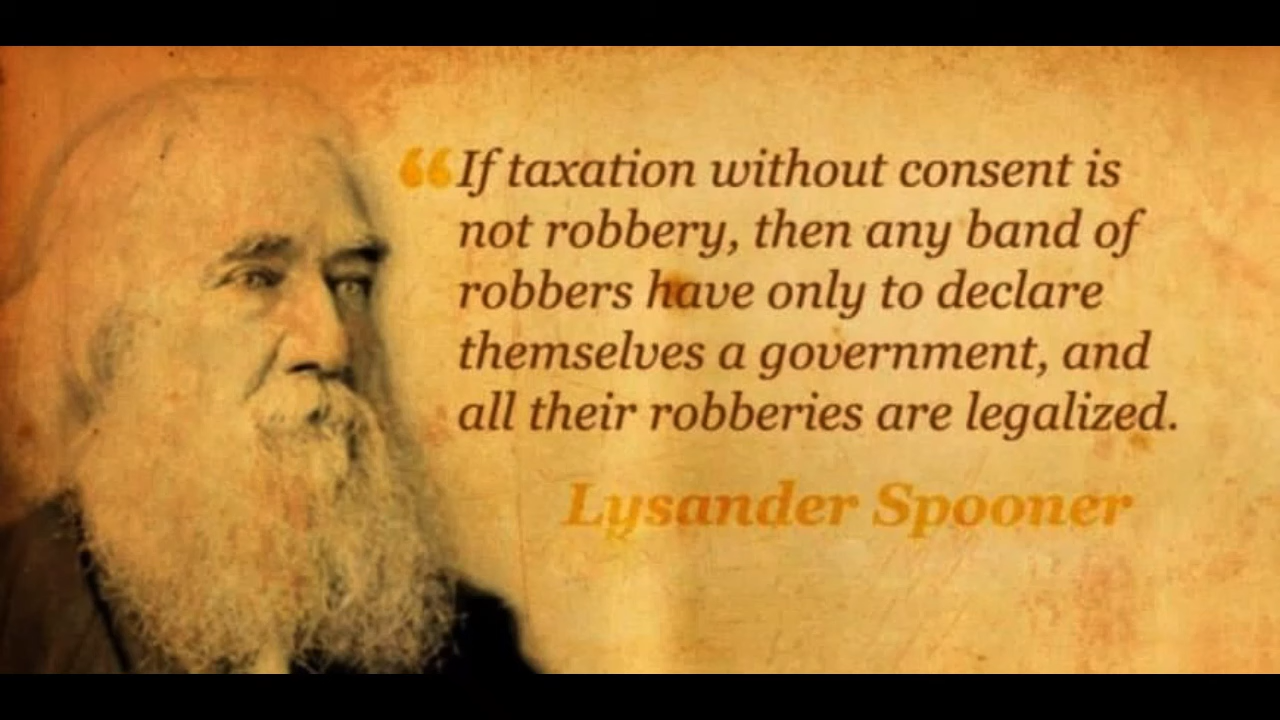 “If taxation without consent is
not robbery, then any band of
robbers have only to declare
themselves a government, and
all their robberies are legalized.
Lysander Spooner